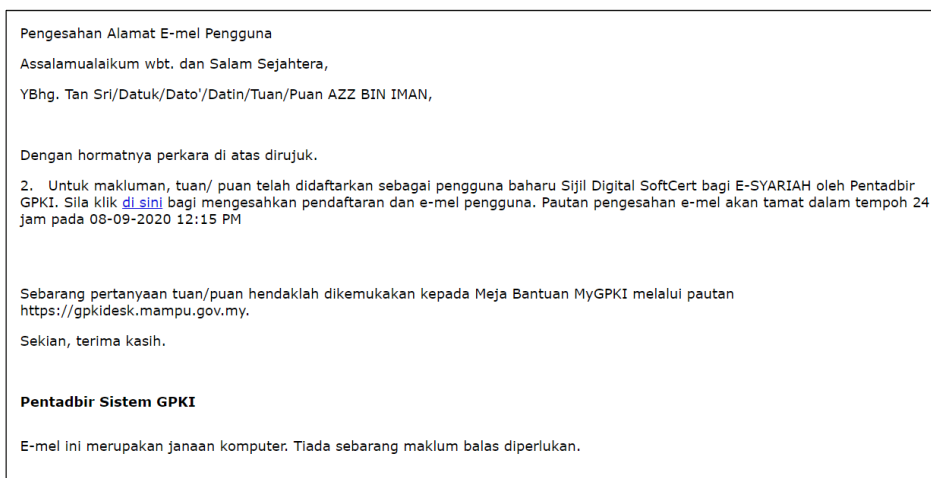 Pengesahan Alamat E-mel Pengguna
Assalamualaikum wbt. dan Salam Sejahtera,
YBhg. Tan Sri/Datuk/Dato'/Datin/Tuan/Puan AZZ BIN IMAN,
Dengan hormatnya perkara di atas dirujuk.
2. Untuk makluman, tuan/ puan telah didaftarkan sebagai pengguna baharu Sijil Digital SoftCert bagi E-SYARIAH oleh Pentadbir
GPKI. Sila klik di sini bagi mengesahkan pendaftaran dan e-mel pengguna. Pautan pengesahan e-mel akan tamat dalam tempoh 24
jam pada 08-09-2020 12:15 PM
Sebarang pertanyaan tuan/puan hendaklah dikemukakan kepada Meja Bantuan MyGPKI melalui pautan
https://gpkidesk.mampu.gov.my.
Sekian, terima kasih.
Pentadbir Sistem GPKI
E-mel ini merupakan janaan komputer. Tiada sebarang maklum balas diperlukan.